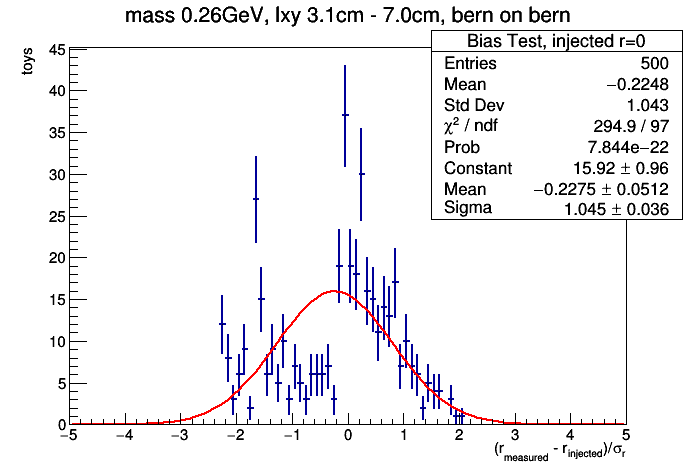 mass 0.26GeV, lxy 3.1cm - 7.0cm, bern on bern
Bias Test, injected r=0
Entries 500
Mean −0.2248
Std Dev 1.043
χ² / ndf 294.9 / 97
Prob 7.844e−22
Constant 15.92 ± 0.96
Mean −0.2275 ± 0.0512
Sigma 1.045 ± 0.036
toys
45
40
35
30
25
20
15
10
5
0
−5 −4 −3 −2 −1 0 1 2 3 4 5
(r_measured - r_injected)/σ_r